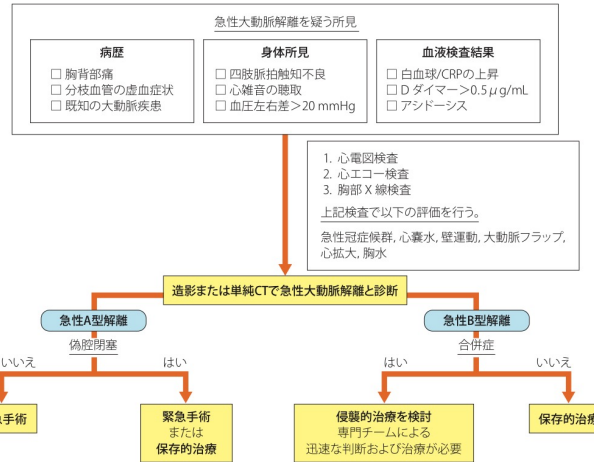 急性大動脈解離を疑う所見
病歴
□ 胸背部痛
□ 分枝血管の虚血症状
□ 既知の大動脈疾患
身体所見
□ 四肢脈拍触知不良
□ 心雑音の聴取
□ 血圧左右差＞20 mmHg
血液検査結果
□ 白血球/CRPの上昇
□ Dダイマー＞0.5μg/mL
□ アシドーシス
1. 心電図検査
2. 心エコー検査
3. 胸部X線検査
上記検査で以下の評価を行う。
急性冠症候群, 心嚢水, 壁運動, 大動脈フラップ,
心拡大, 胸水
造影または単純CTで急性大動脈解離と診断
急性A型解離
偽腔閉塞
いいえ
はい
急手術
緊急手術
または
保存的治療
急性B型解離
合併症
はい
いいえ
侵襲的治療を検討
専門チームによる
迅速な判断および治療が必要
保存的治療